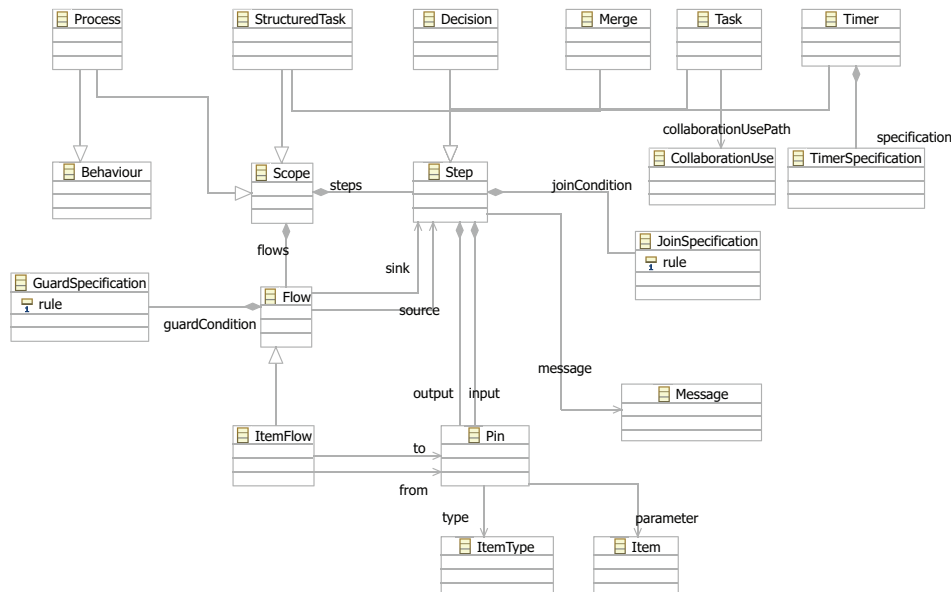 Process
StructuredTask
Decision
Merge
Task
Timer
collaborationUsePath
specification
Behaviour
Scope
steps
Step
joinCondition
CollaborationUse
TimerSpecification
flows
sink
JoinSpecification
rule
GuardSpecification
rule
guardCondition
Flow
source
message
output
input
Message
ItemFlow
to
from
Pin
type
parameter
ItemType
Item